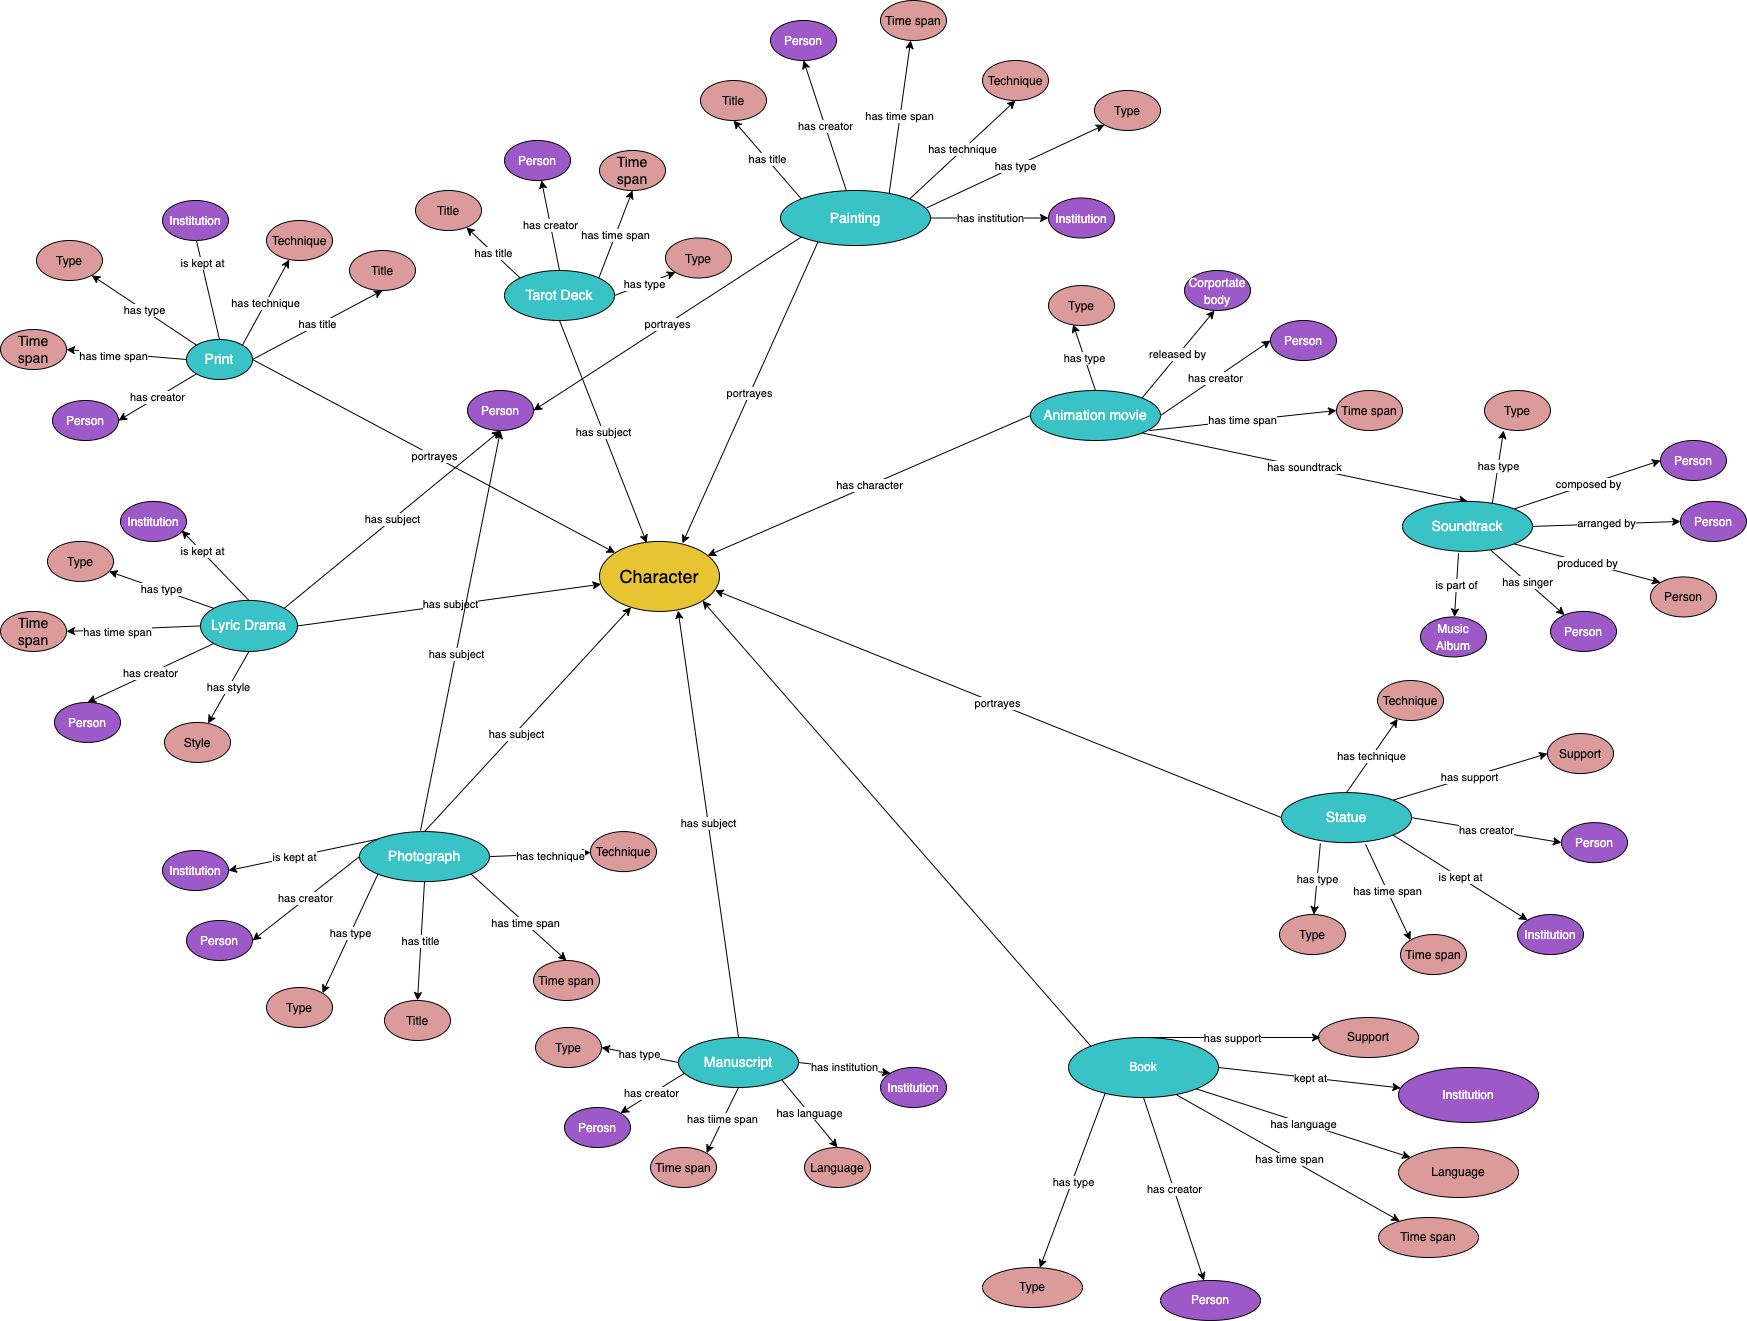 Time span
Person
Technique
Title
Type
has creator
has time span
has technique
has title
has type
Painting
has institution
Institution
portrayes
portrayes
Person
Time
span
Title
has creator
has time span
has title
Type
has type
Tarot Deck
has subject
Institution
Technique
Type
Title
is kept at
has technique
has type
has title
Time
span
has time span
Print
has creator
Person
portrayes
Person
Corportate
body
Type
Person
released by
has type
has creator
Time span
has time span
Animation movie
has character
has soundtrack
Type
has type
Person
composed by
Soundtrack
arranged by
Person
produced by
is part of
has singer
Person
Music
Album
Person
Institution
has subject
is kept at
Type
has type
Time
span
has time span
Lyric Drama
has subject
has creator
has style
Person
Style
Character
has subject
has subject
portrayes
Technique
has technique
Support
has support
Statue
has creator
Person
has type
has time span
is kept at
Type
Time span
Institution
is kept at
Photograph
has technique
Technique
Institution
has creator
Person
has type
has title
has time span
Time span
Type
Title
has subject
Type
has type
Manuscript
has institution
Institution
has creator
has tiime span
has language
Perosn
Time span
Language
has support
Support
Book
kept at
Institution
has language
Language
has time span
Time span
has type
has creator
Type
Person